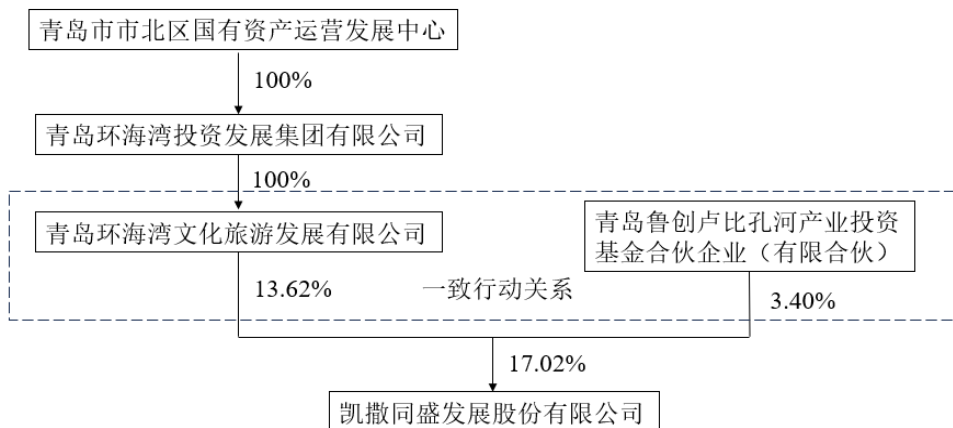 青岛市市北区国有资产运营发展中心
100%
青岛环海湾投资发展集团有限公司
100%
青岛环海湾文化旅游发展有限公司
青岛鲁创卢比孔河产业投资
基金合伙企业（有限合伙）
13.62%
一致行动关系
3.40%
17.02%
凯撒同盛发展股份有限公司